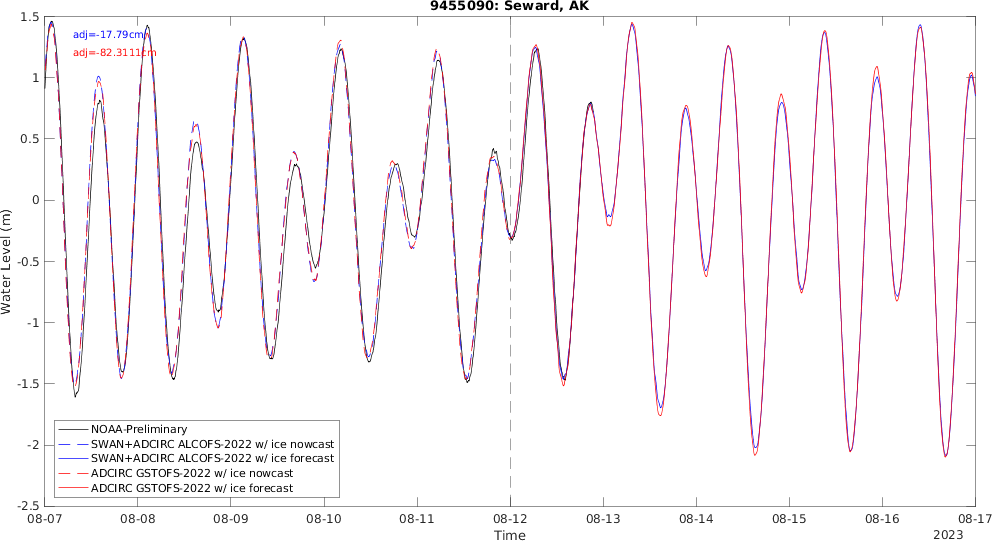 9455090: Seward, AK
adj=-17.79cm
adj=-82.3111cm
1.5
1
0.5
0
-0.5
-1
-1.5
-2
-2.5
Water Level (m)
NOAA-Preliminary
SWAN+ADCIRC ALCOFS-2022 w/ ice nowcast
SWAN+ADCIRC ALCOFS-2022 w/ ice forecast
ADCIRC GSTOFS-2022 w/ ice nowcast
ADCIRC GSTOFS-2022 w/ ice forecast
08-07 08-08 08-09 08-10 08-11 08-12 08-13 08-14 08-15 08-16 08-17
Time
2023